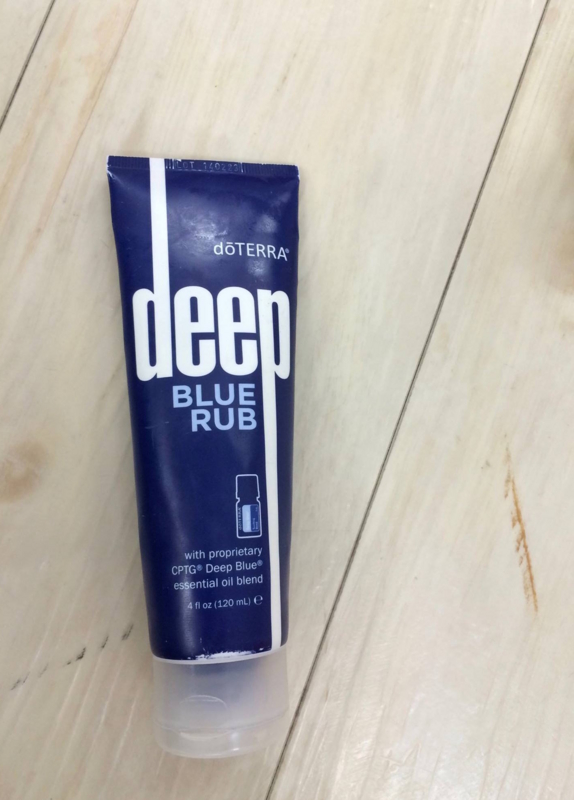 dōTERRA®
deep
BLUE
RUB
with proprietary
CPTG® Deep Blue®
essential oil blend
4 fl oz (120 mL) ℮